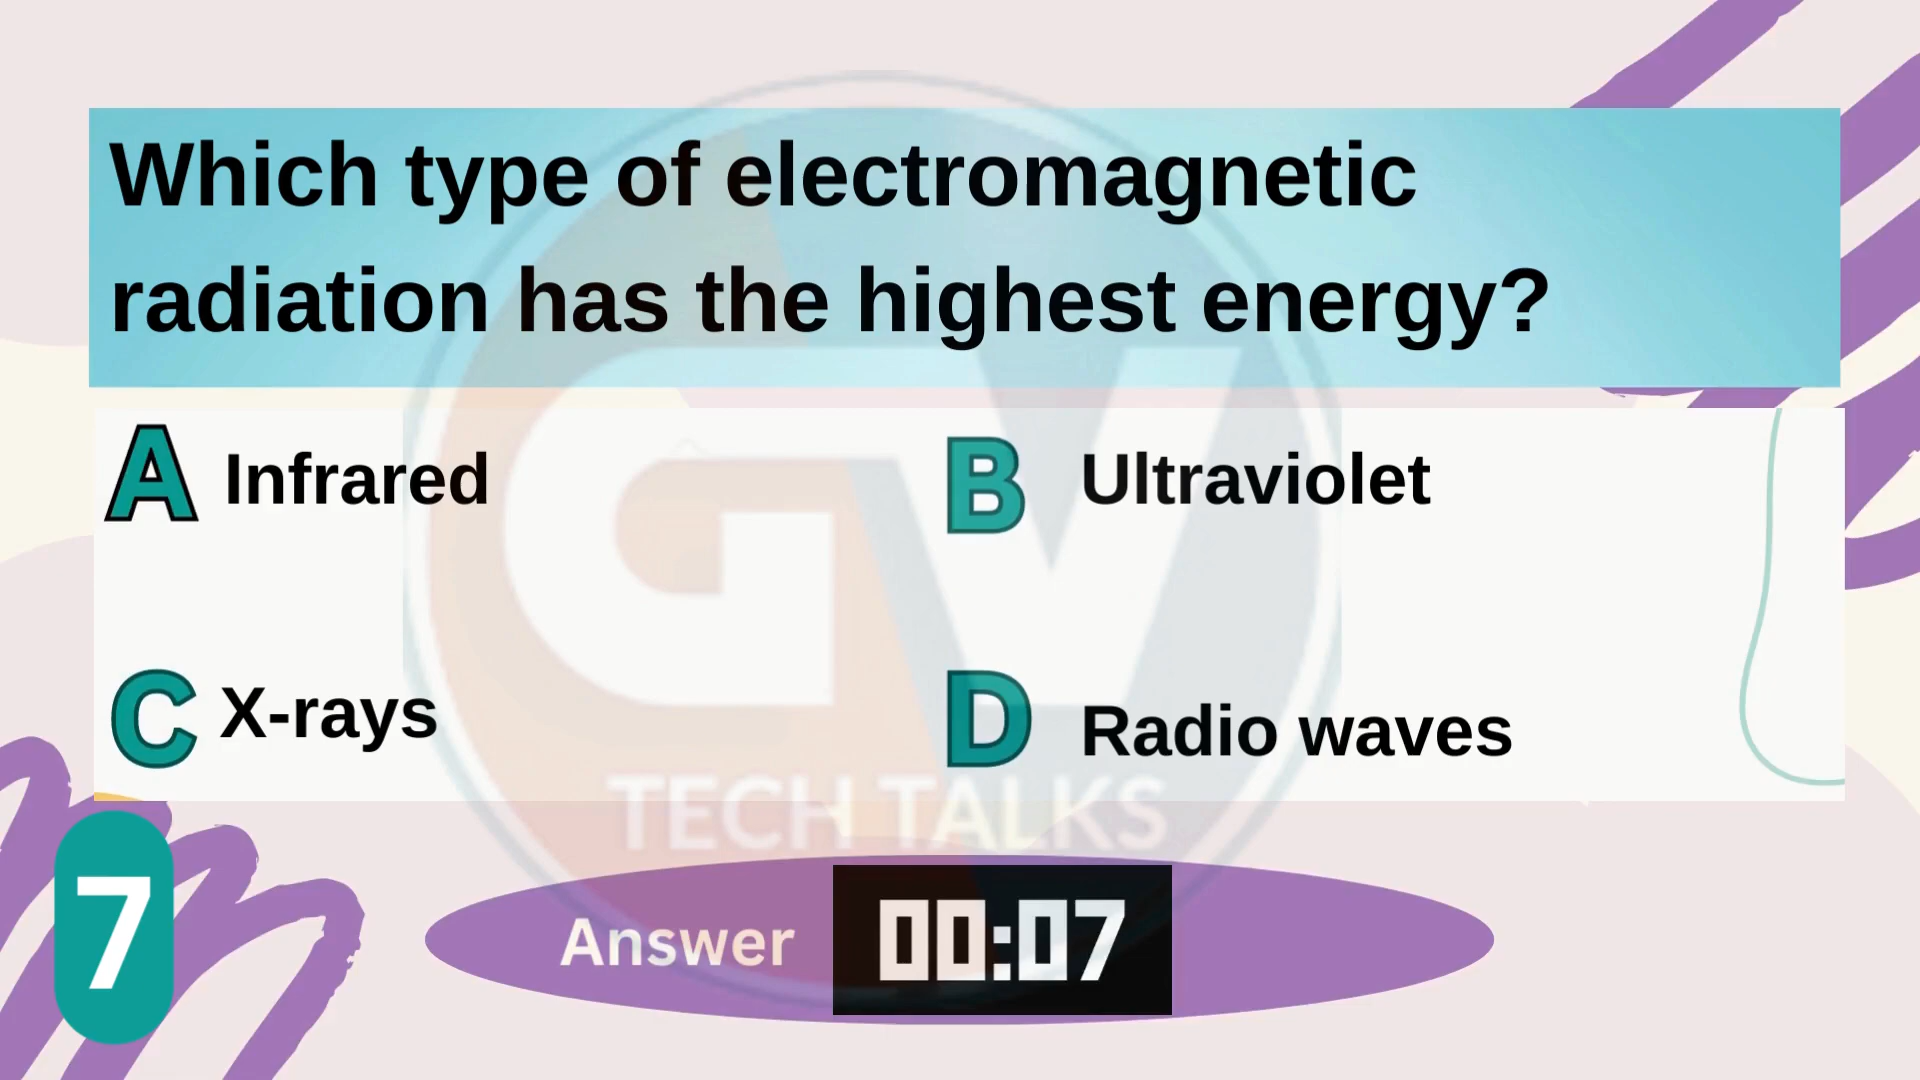 Which type of electromagnetic
radiation has the highest energy?
A Infrared
B Ultraviolet
C X-rays
D Radio waves
GV
TECH TALKS
7
Answer 00:07